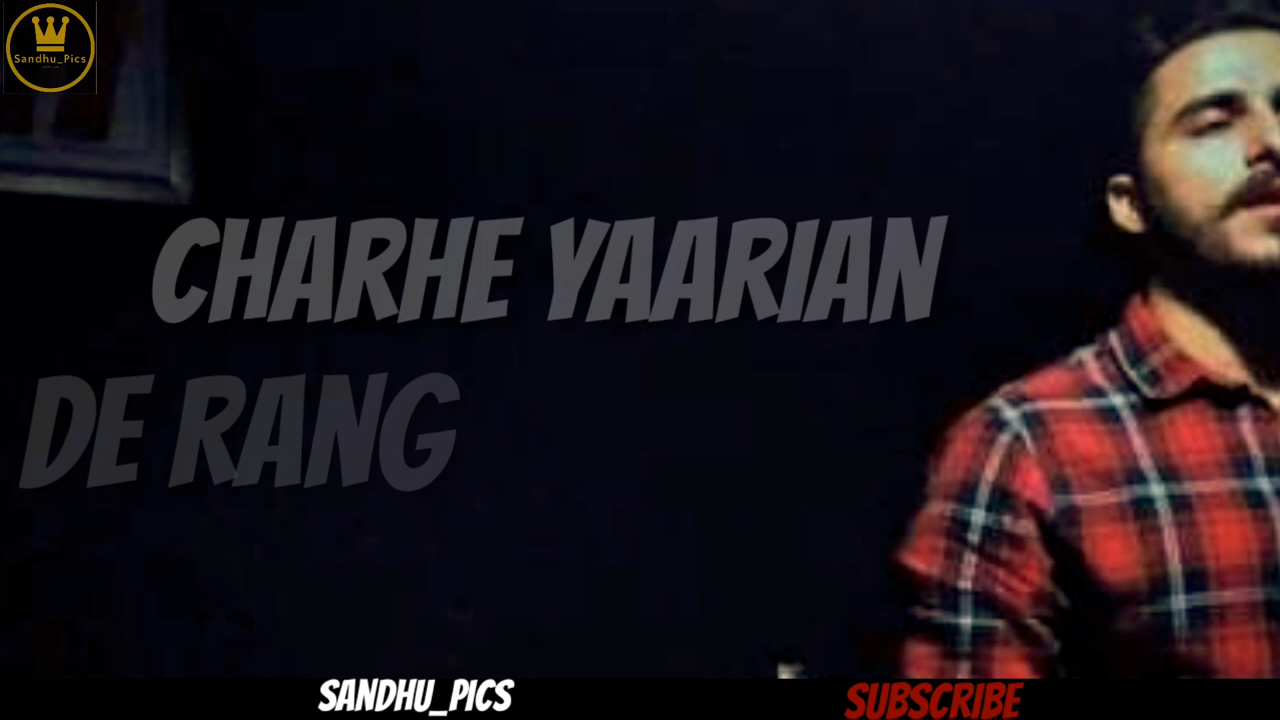 Sandhu_Pics
CHARHE YAARIAN
DE RANG
SANDHU_PICS
SUBSCRIBE